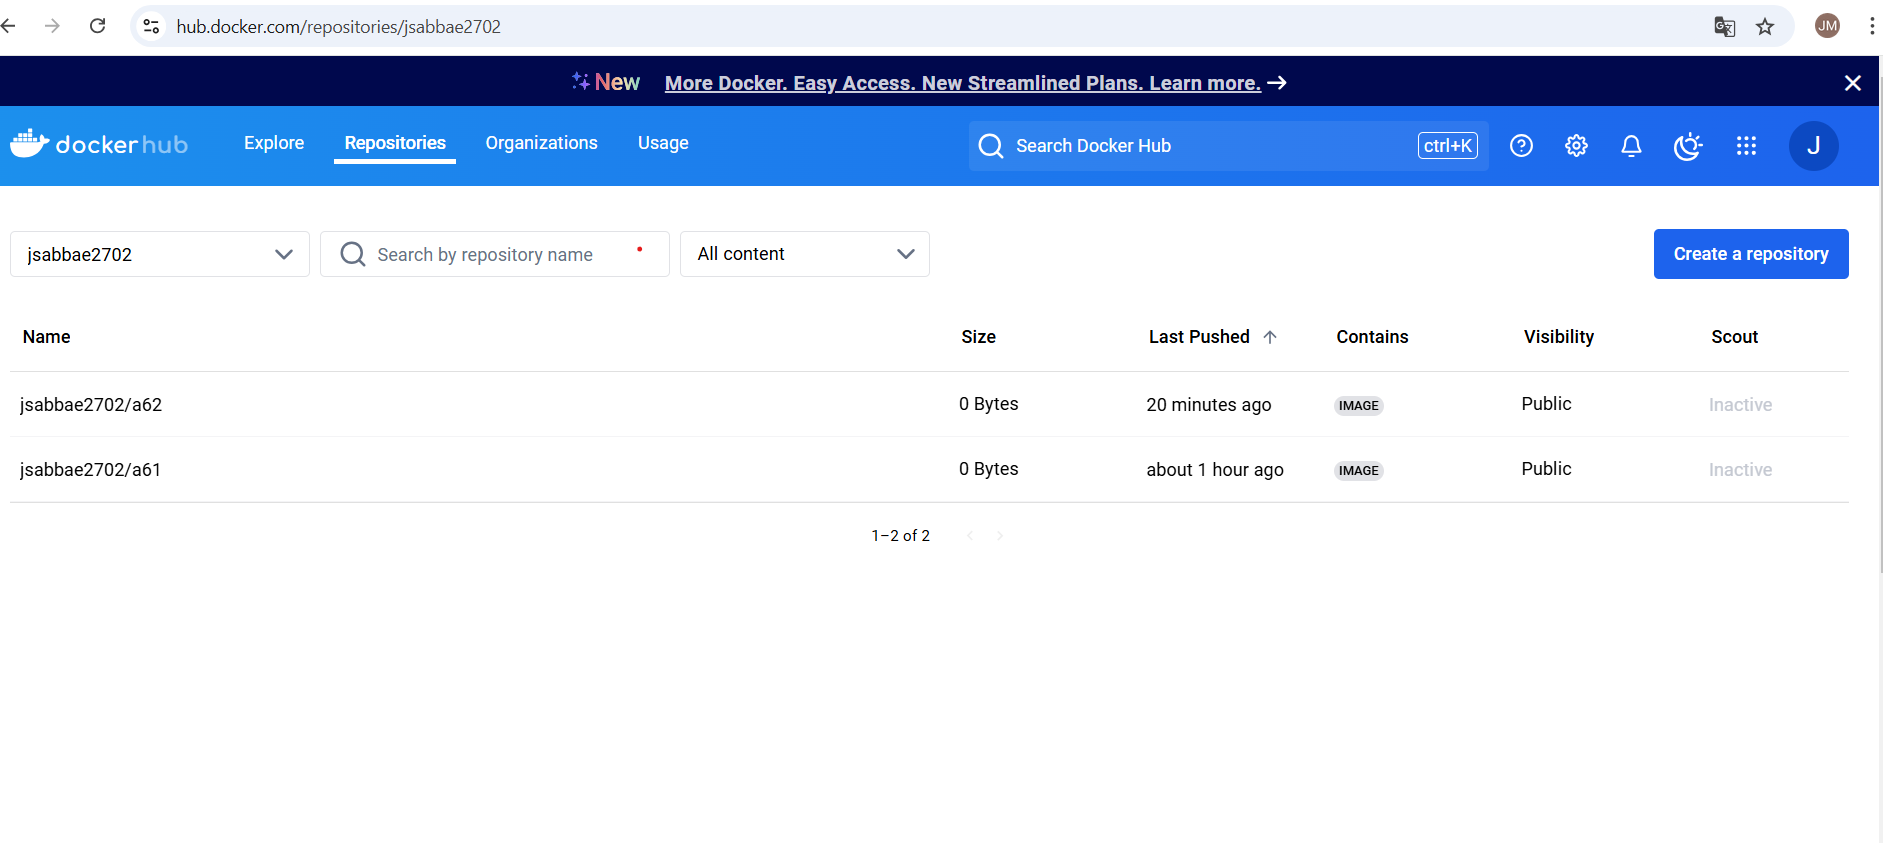 hub.docker.com/repositories/jsabbae2702
JM
New More Docker. Easy Access. New Streamlined Plans. Learn more. →
dockerhub Explore Repositories Organizations Usage Search Docker Hub ctrl+K J
jsabbae2702 Search by repository name All content Create a repository
Name Size Last Pushed Contains Visibility Scout
jsabbae2702/a62 0 Bytes 20 minutes ago IMAGE Public Inactive
jsabbae2702/a61 0 Bytes about 1 hour ago IMAGE Public Inactive
1–2 of 2